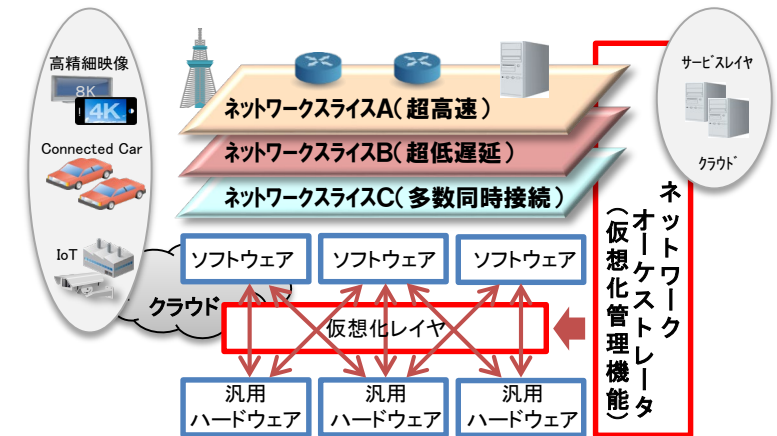 高精細映像
8K
4K
Connected Car
IoT
クラウド
ネットワークスライスA(超高速)
ネットワークスライスB(超低遅延)
ネットワークスライスC(多数同時接続)
ソフトウェア
ソフトウェア
ソフトウェア
仮想化レイヤ
汎用
ハードウェア
汎用
ハードウェア
汎用
ハードウェア
サービスレイヤ
クラウド
ネットワーク
オーケストレータ
(仮想化管理機能)